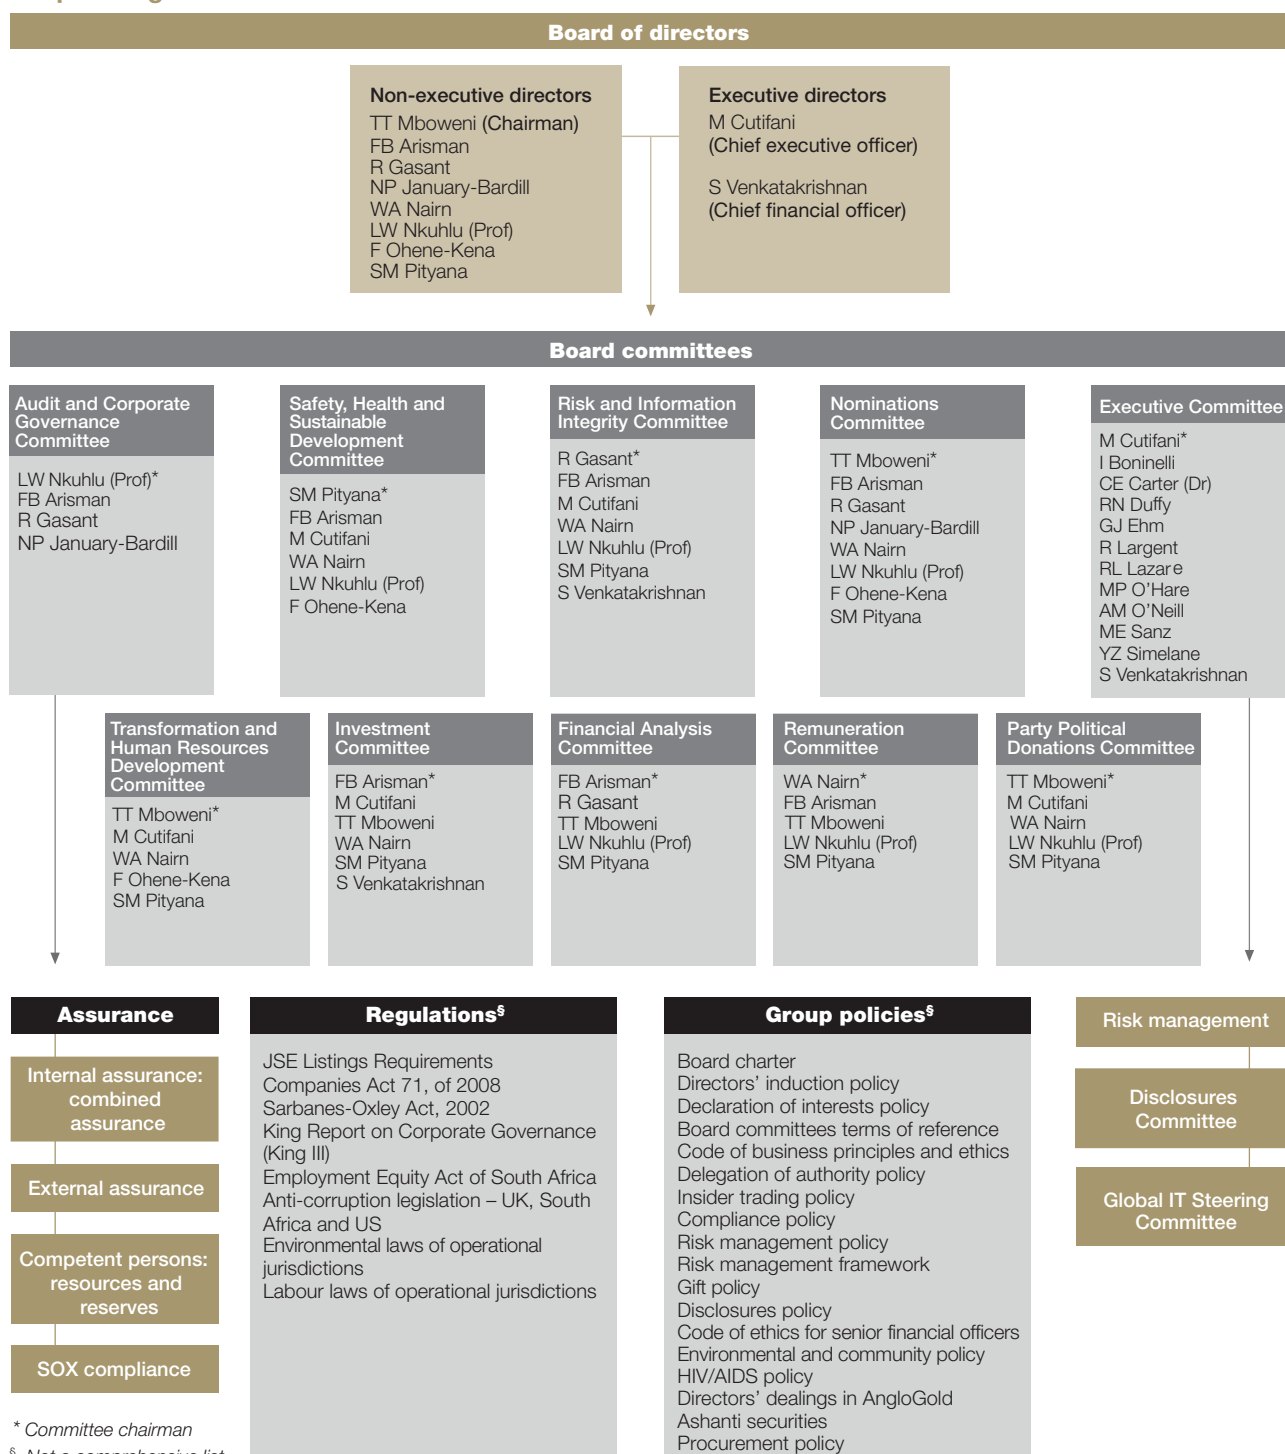 Board of directors
Non-executive directors
TT Mboweni (Chairman)
FB Arisman
R Gasant
NP January-Bardill
WA Nairn
LW Nkuhlu (Prof)
F Ohene-Kena
SM Pityana
Executive directors
M Cutifani
(Chief executive officer)
S Venkatakrishnan
(Chief financial officer)
Board committees
Audit and Corporate
Governance
Committee
LW Nkuhlu (Prof)*
FB Arisman
R Gasant
NP January-Bardill
Safety, Health and
Sustainable
Development
Committee
SM Pityana*
FB Arisman
M Cutifani
WA Nairn
LW Nkuhlu (Prof)
F Ohene-Kena
Risk and Information
Integrity Committee
R Gasant*
FB Arisman
M Cutifani
WA Nairn
LW Nkuhlu (Prof)
SM Pityana
S Venkatakrishnan
Nominations
Committee
TT Mboweni*
FB Arisman
R Gasant
NP January-Bardill
WA Nairn
LW Nkuhlu (Prof)
F Ohene-Kena
SM Pityana
Executive Committee
M Cutifani*
I Boninelli
CE Carter (Dr)
RN Duffy
GJ Ehm
R Largent
RL Lazare
MP O'Hare
AM O'Neill
ME Sanz
YZ Simelane
S Venkatakrishnan
Transformation and
Human Resources
Development
Committee
TT Mboweni*
M Cutifani
WA Nairn
F Ohene-Kena
SM Pityana
Investment
Committee
FB Arisman*
M Cutifani
TT Mboweni
WA Nairn
SM Pityana
S Venkatakrishnan
Financial Analysis
Committee
FB Arisman*
R Gasant
TT Mboweni
LW Nkuhlu (Prof)
SM Pityana
Remuneration
Committee
WA Nairn*
FB Arisman
TT Mboweni
LW Nkuhlu (Prof)
SM Pityana
Party Political
Donations Committee
TT Mboweni*
M Cutifani
WA Nairn
LW Nkuhlu (Prof)
SM Pityana
Assurance
Internal assurance:
combined
assurance
External assurance
Competent persons:
resources and
reserves
SOX compliance
* Committee chairman
§ Not a comprehensive list
Regulations§
JSE Listings Requirements
Companies Act 71, of 2008
Sarbanes-Oxley Act, 2002
King Report on Corporate Governance
(King III)
Employment Equity Act of South Africa
Anti-corruption legislation – UK, South
Africa and US
Environmental laws of operational
jurisdictions
Labour laws of operational jurisdictions
Group policies§
Board charter
Directors' induction policy
Declaration of interests policy
Board committees terms of reference
Code of business principles and ethics
Delegation of authority policy
Insider trading policy
Compliance policy
Risk management policy
Risk management framework
Gift policy
Disclosures policy
Code of ethics for senior financial officers
Environmental and community policy
HIV/AIDS policy
Directors' dealings in AngloGold
Ashanti securities
Procurement policy
Risk management
Disclosures
Committee
Global IT Steering
Committee